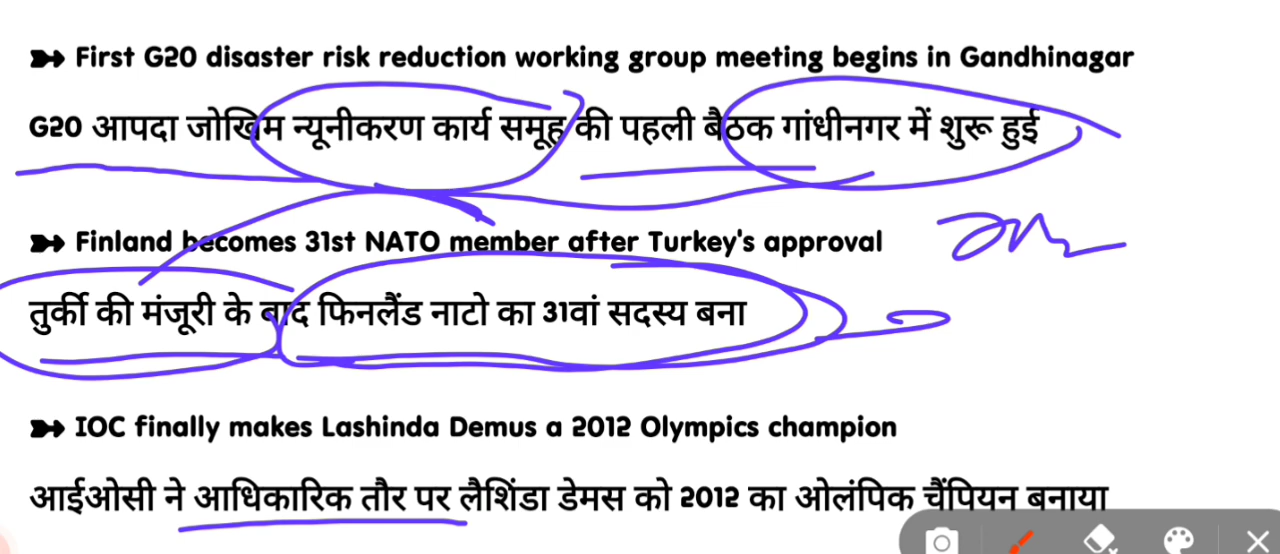 ➼ First G20 disaster risk reduction working group meeting begins in Gandhinagar
G20 आपदा जोखिम न्यूनीकरण कार्य समूह की पहली बैठक गांधीनगर में शुरू हुई
➼ Finland becomes 31st NATO member after Turkey's approval
तुर्की की मंजूरी के बाद फिनलैंड नाटो का 31वां सदस्य बना
➼ IOC finally makes Lashinda Demus a 2012 Olympics champion
आईओसी ने आधिकारिक तौर पर लैशिंडा डेमस को 2012 का ओलंपिक चैंपियन बनाया